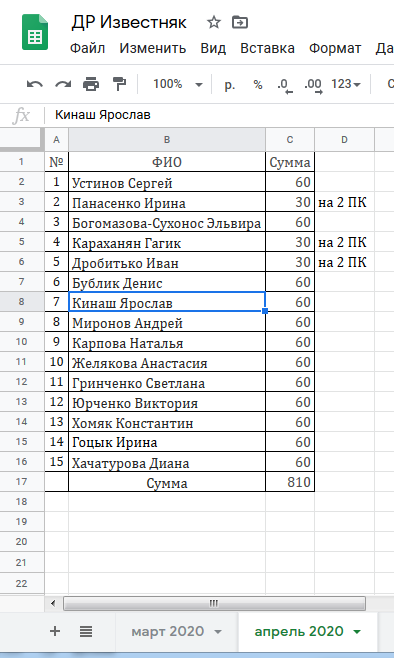 ДР Известняк
Файл Изменить Вид Вставка Формат
100% р. % .0 .00 123
fx Кинаш Ярослав
A B C D
1 № ФИО Сумма
2 1 Устинов Сергей 60
3 2 Панасенко Ирина 30 на 2 ПК
4 3 Богомазова-Сухонос Эльвира 60
5 4 Караханян Гагик 30 на 2 ПК
6 5 Дробитько Иван 30 на 2 ПК
7 6 Бублик Денис 60
8 7 Кинаш Ярослав 60
9 8 Миронов Андрей 60
10 9 Карпова Наталья 60
11 10 Желякова Анастасия 60
12 11 Гринченко Светлана 60
13 12 Юрченко Виктория 60
14 13 Хомяк Константин 60
15 14 Гоцык Ирина 60
16 15 Хачатурова Диана 60
17 Сумма 810
18
19
20
21
22
март 2020 апрель 2020